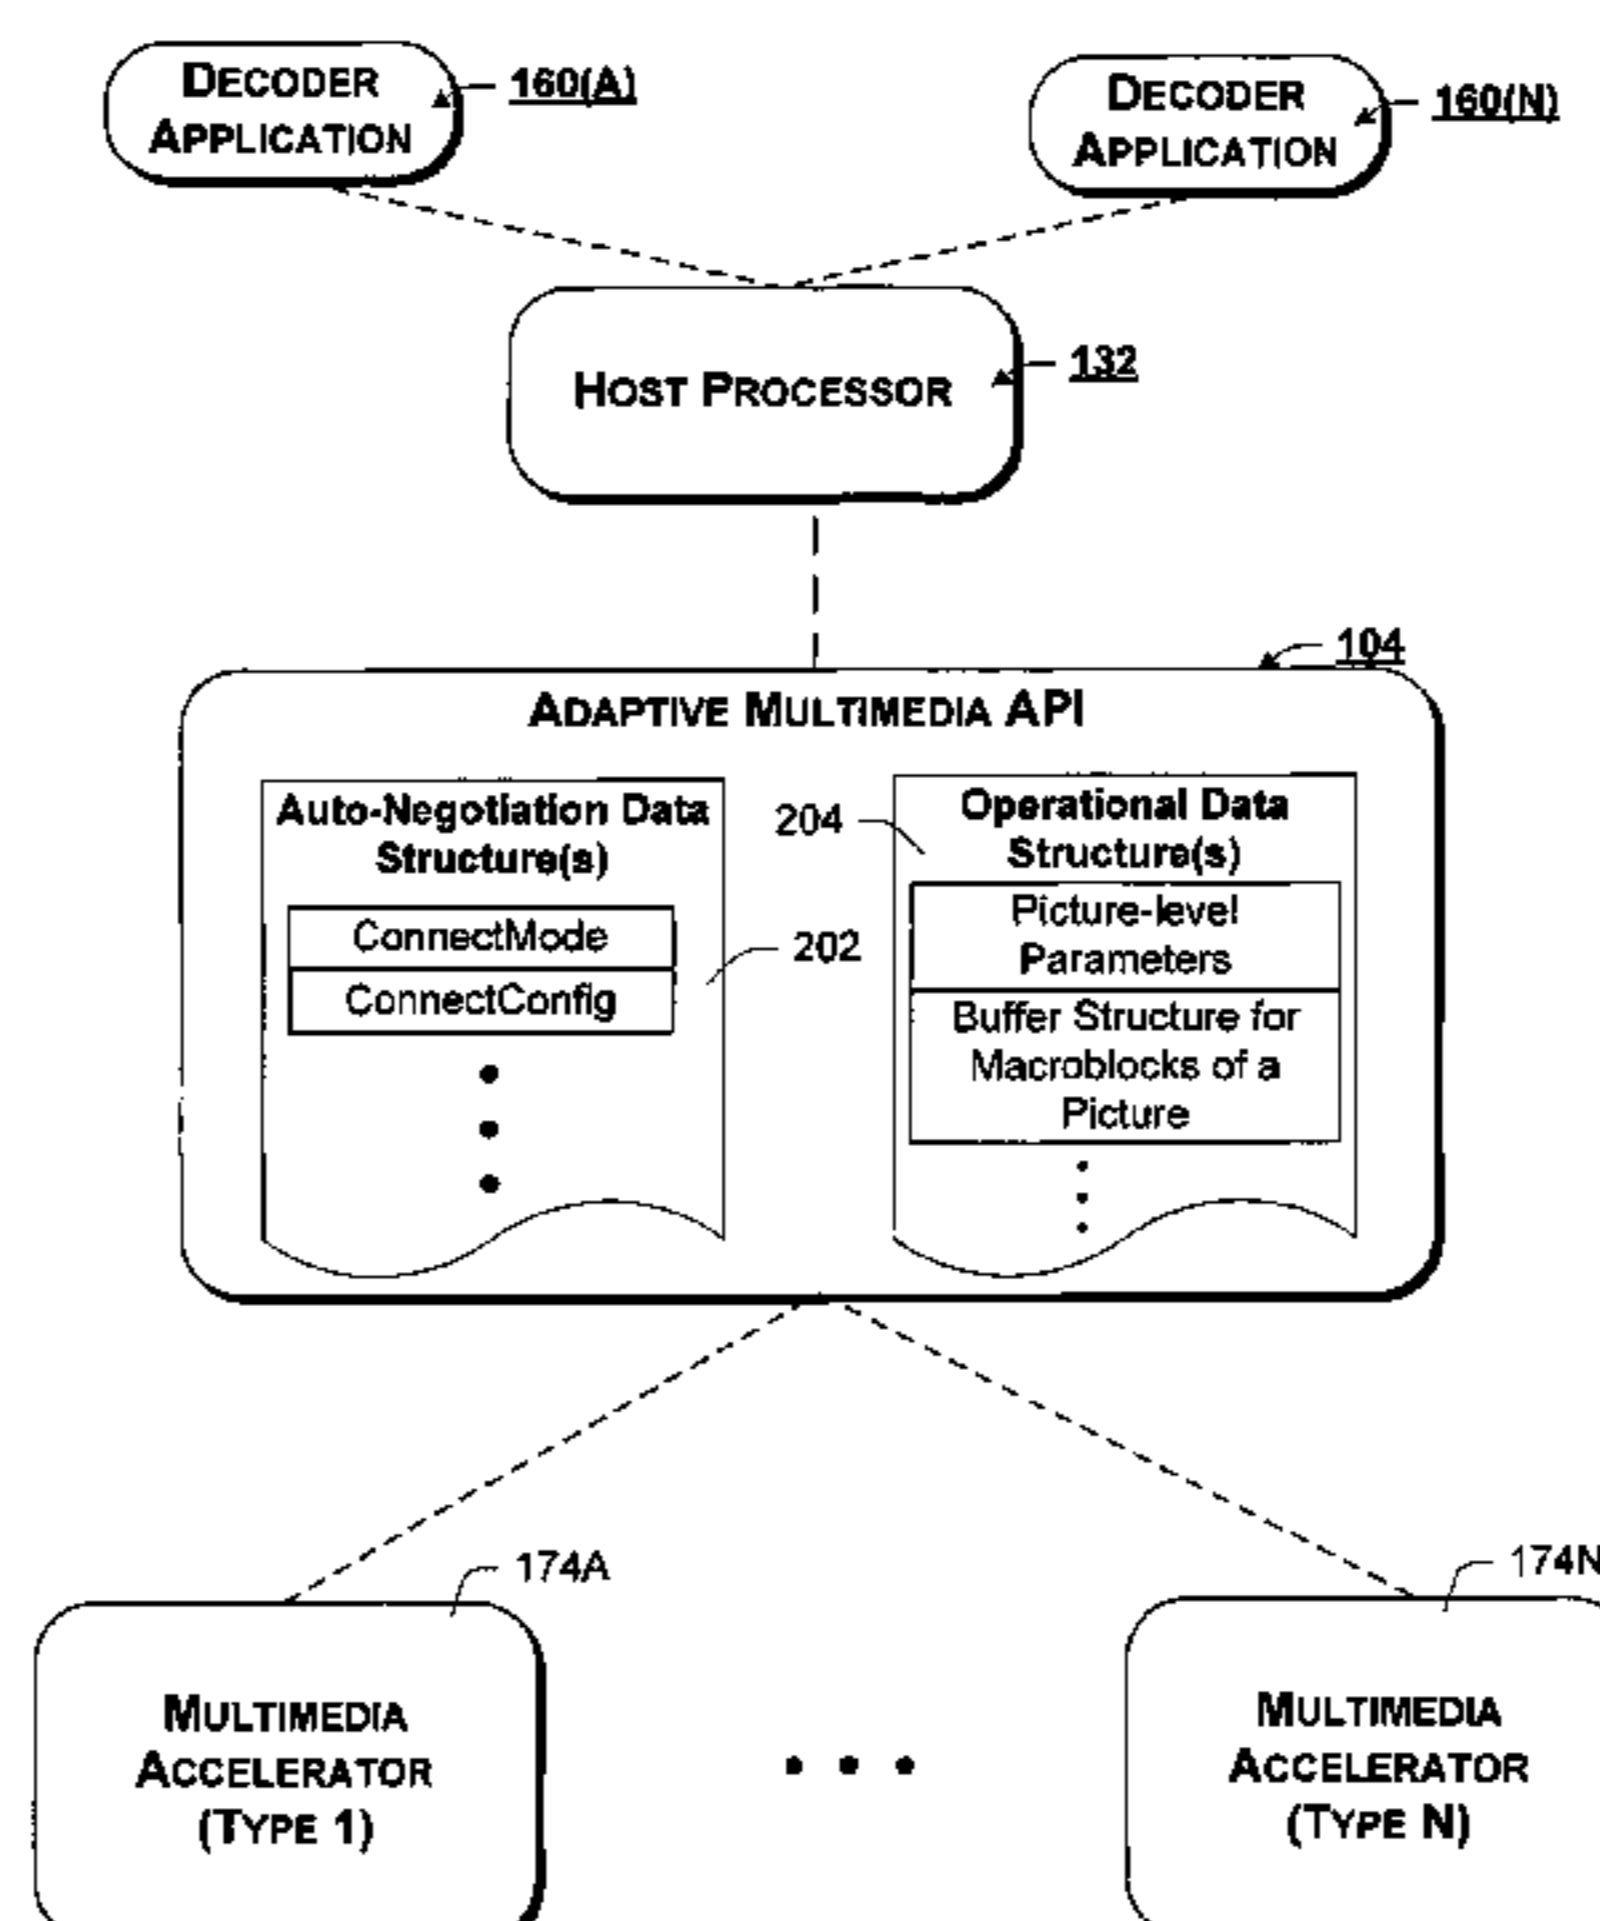 DECODER
APPLICATION
160(A)
DECODER
APPLICATION
160(N)
HOST PROCESSOR
132
104
ADAPTIVE MULTIMEDIA API
Auto-Negotiation Data
Structure(s)
ConnectMode
ConnectConfig
202
204
Operational Data
Structure(s)
Picture-level
Parameters
Buffer Structure for
Macroblocks of a
Picture
174A
MULTIMEDIA
ACCELERATOR
(TYPE 1)
174N
MULTIMEDIA
ACCELERATOR
(TYPE N)